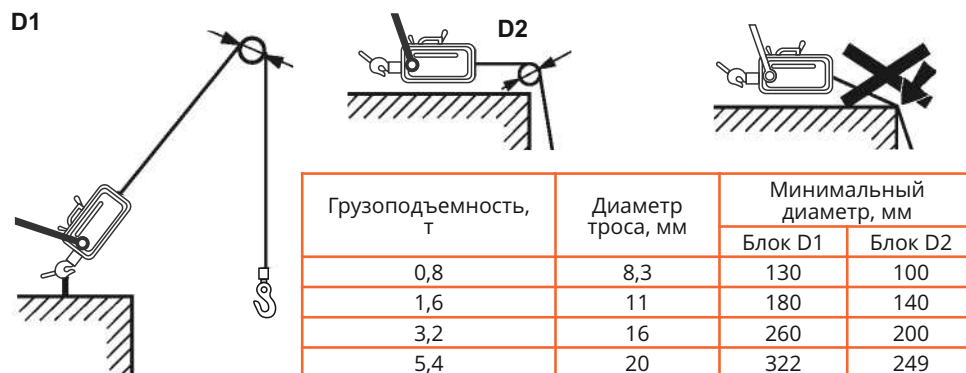 D1
D2
Грузоподъемность,
т
Диаметр
троса, мм
Минимальный
диаметр, мм
Блок D1
Блок D2
0,8 8,3 130 100
1,6 11 180 140
3,2 16 260 200
5,4 20 322 249